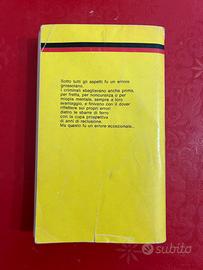 Sotto tutti gli aspetti fu un errore
grossolano.
I criminali sbagliavano anche prima,
per fretta, per noncuranza o per
miopia mentale, sempre a loro
svantaggio, e finivano con il dover
riflettere sui propri errori
dietro le sbarre di ferro
con la cupa prospettiva
di anni di reclusione.
Ma questo fu un errore eccezionale...
subito